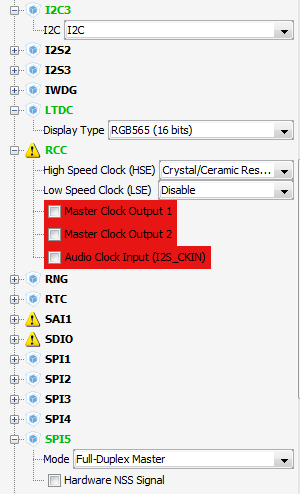 I2C3
I2C I2C
I2S2
I2S3
IWDG
LTDC
Display Type RGB565 (16 bits)
RCC
High Speed Clock (HSE) Crystal/Ceramic Res...
Low Speed Clock (LSE) Disable
Master Clock Output 1
Master Clock Output 2
Audio Clock Input (I2S_CKIN)
RNG
RTC
SAI1
SDIO
SPI1
SPI2
SPI3
SPI4
SPI5
Mode Full-Duplex Master
Hardware NSS Signal